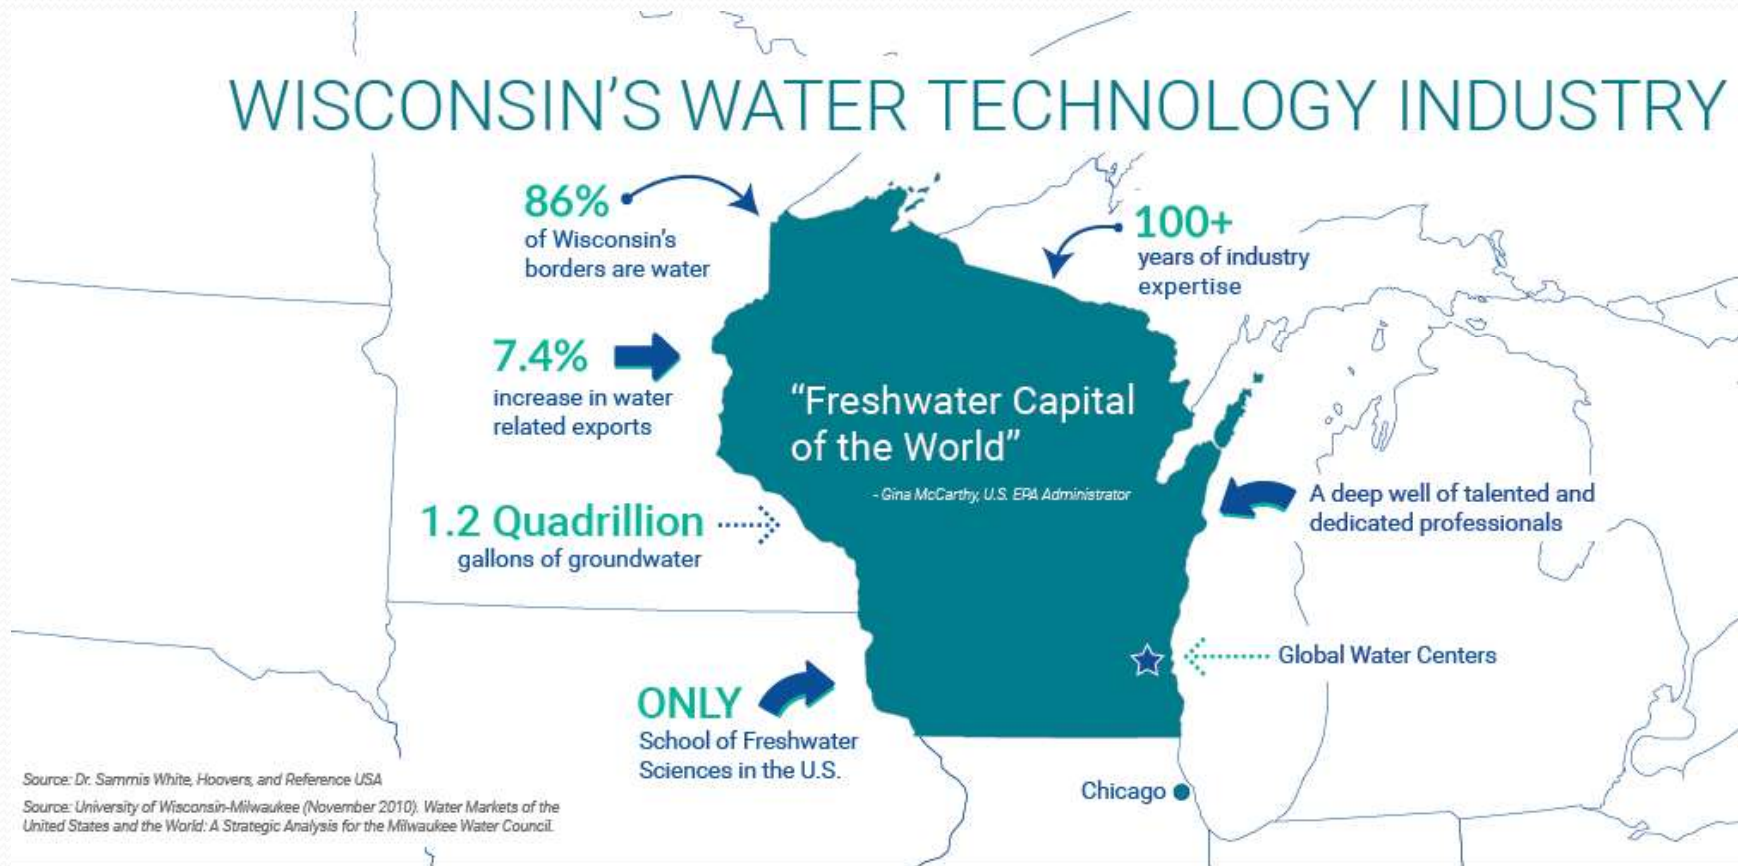 WISCONSIN'S WATER TECHNOLOGY INDUSTRY
86%
of Wisconsin's
borders are water
100+
years of industry
expertise
7.4%
increase in water
related exports
“Freshwater Capital
of the World”
- Gina McCarthy, U.S. EPA Administrator
A deep well of talented and
dedicated professionals
1.2 Quadrillion
gallons of groundwater
Global Water Centers
ONLY
School of Freshwater
Sciences in the U.S.
Chicago
Source: Dr. Sammis White, Hoovers, and Reference USA
Source: University of Wisconsin-Milwaukee (November 2010). Water Markets of the
United States and the World: A Strategic Analysis for the Milwaukee Water Council.